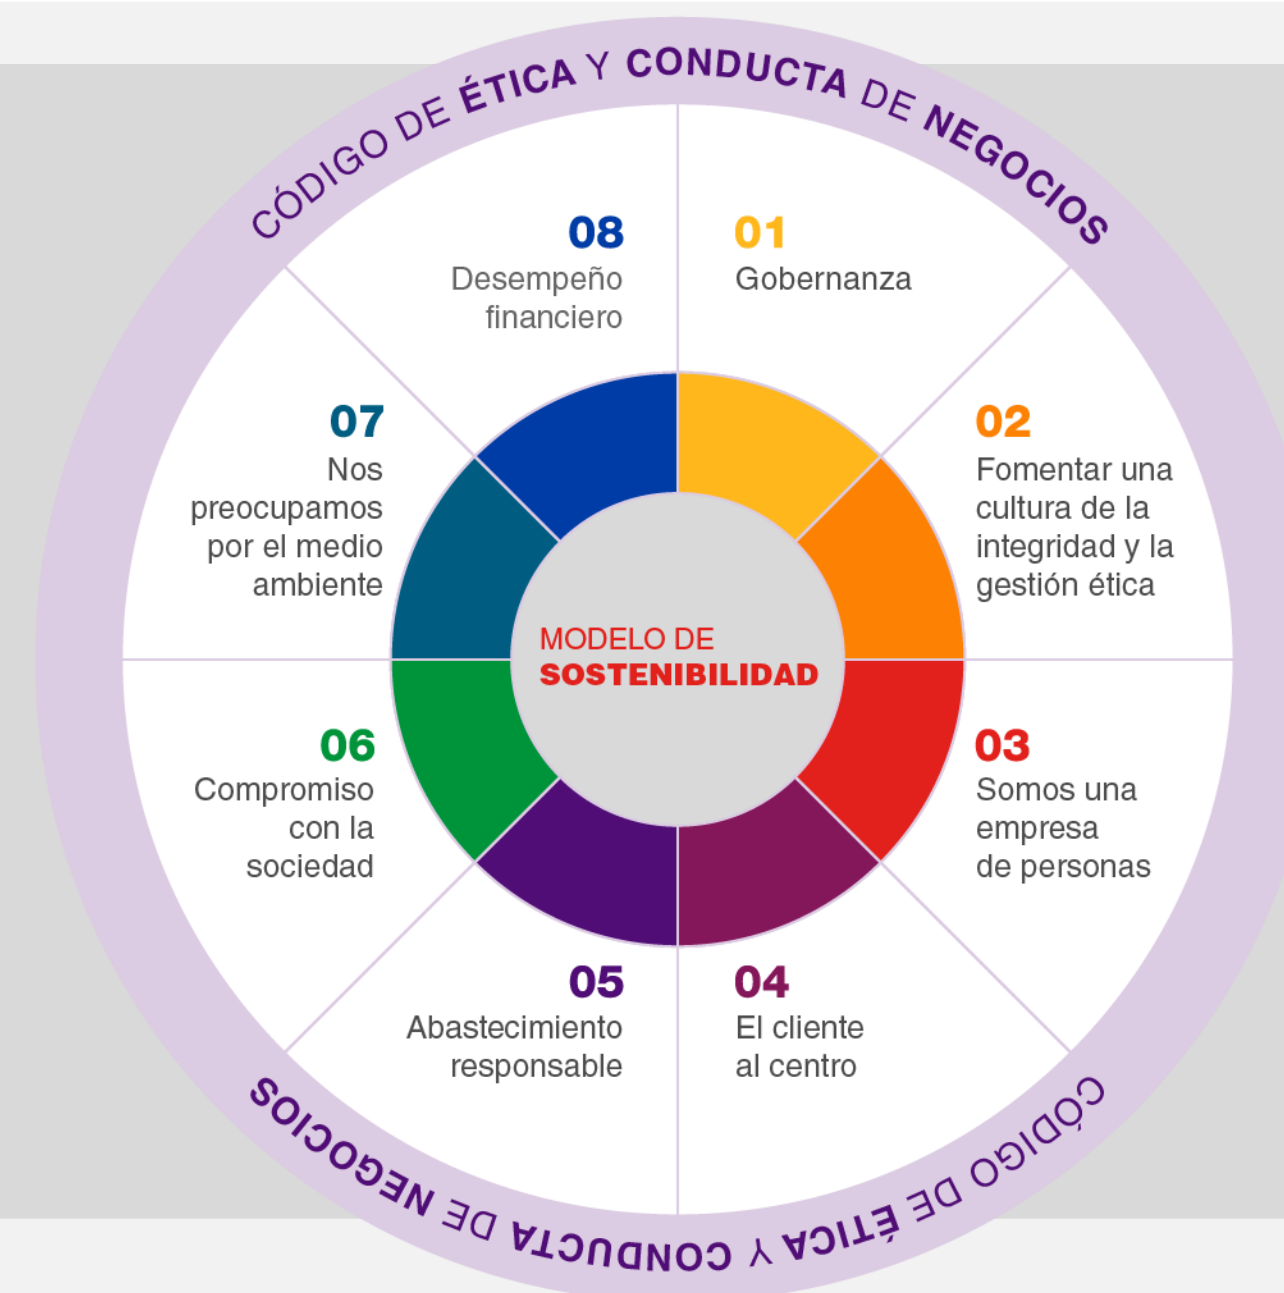 CÓDIGO DE ÉTICA Y CONDUCTA DE NEGOCIOS
08
Desempeño
financiero
01
Gobernanza
07
Nos
preocupamos
por el medio
ambiente
02
Fomentar una
cultura de la
integridad y la
gestión ética
MODELO DE
SOSTENIBILIDAD
06
Compromiso
con la
sociedad
03
Somos una
empresa
de personas
05
Abastecimiento
responsable
04
El cliente
al centro
CÓDIGO DE ÉTICA Y CONDUCTA DE NEGOCIOS